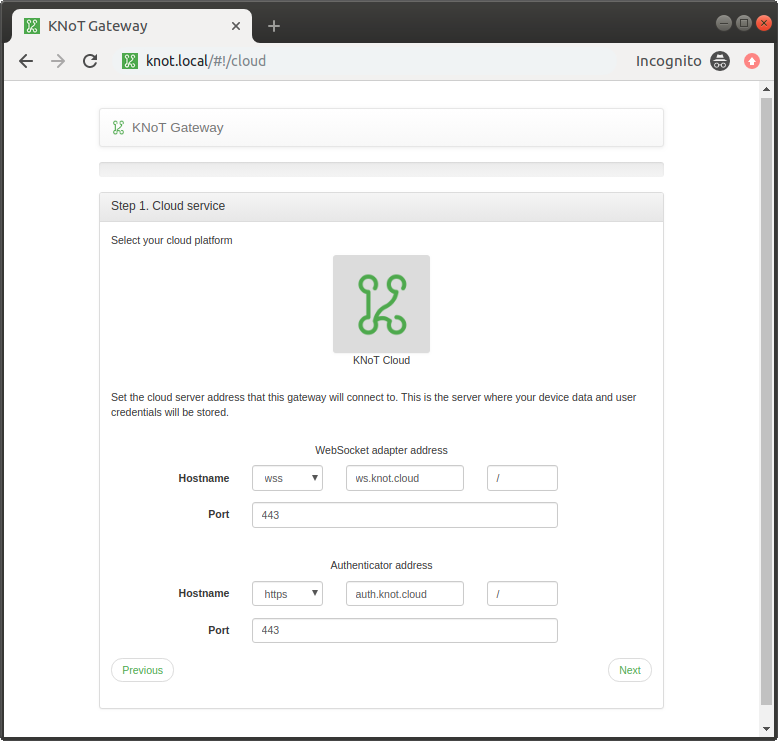 KNoT Gateway
knot.local/#!/cloud
Incognito
KNoT Gateway
Step 1. Cloud service
Select your cloud platform
KNoT Cloud
Set the cloud server address that this gateway will connect to. This is the server where your device data and user
credentials will be stored.
WebSocket adapter address
Hostname wss ws.knot.cloud /
Port 443
Authenticator address
Hostname https auth.knot.cloud /
Port 443
Previous Next